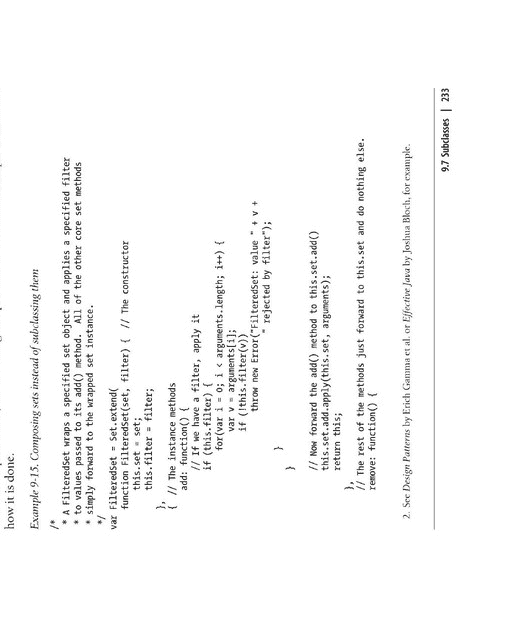 how it is done.
Example 9-15. Composing sets instead of subclassing them
/*
 * A FilteredSet wraps a specified set object and applies a specified filter
 * to values passed to its add() method.  All of the other core set methods
 * simply forward to the wrapped set instance.
 */
var FilteredSet = Set.extend(
    function FilteredSet(set, filter) {  // The constructor
        this.set = set;
        this.filter = filter;
    },
    {  // The instance methods
        add: function() {
            // If we have a filter, apply it
            if (this.filter) {
                for(var i = 0; i < arguments.length; i++) {
                    var v = arguments[i];
                    if (!this.filter(v))
                        throw new Error("FilteredSet: value " + v +
                                        " rejected by filter");
                }
            }

            // Now forward the add() method to this.set.add()
            this.set.add.apply(this.set, arguments);
            return this;
        },
        // The rest of the methods just forward to this.set and do nothing else.
        remove: function() {
2. See Design Patterns by Erich Gamma et al. or Effective Java by Joshua Bloch, for example.
9.7 Subclasses | 233